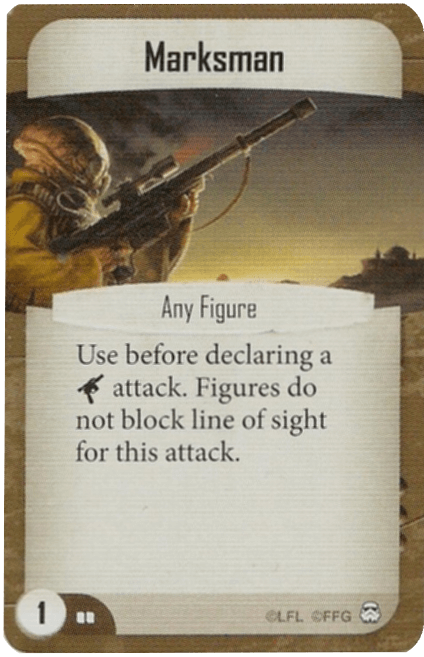 Marksman
Any Figure
Use before declaring a
attack. Figures do
not block line of sight
for this attack.
1
©LFL ©FFG